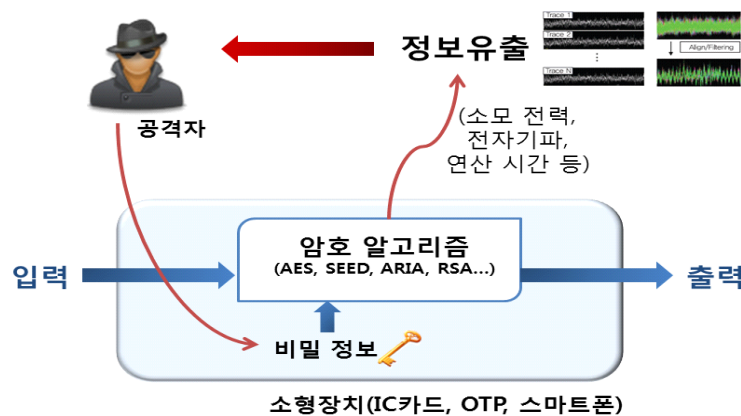 Trace 1
Trace 2
⋮
Trace N
Align/Filtering
정보유출
공격자
(소모 전력,
전자기파,
연산 시간 등)
암호 알고리즘
(AES, SEED, ARIA, RSA...)
입력
출력
비밀 정보
소형장치(IC카드, OTP, 스마트폰)